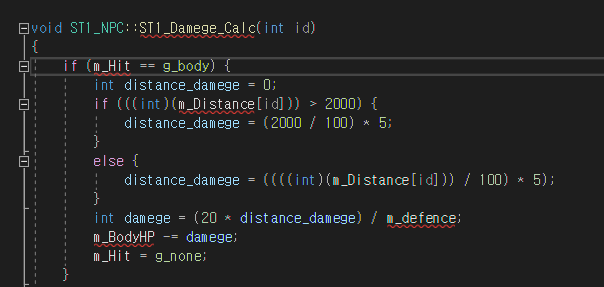 void ST1_NPC::ST1_Damege_Calc(int id)
{
if (m_Hit == g_body) {
int distance_damege = 0;
if (((int)(m_Distance[id])) > 2000) {
distance_damege = (2000 / 100) * 5;
}
else {
distance_damege = ((((int)(m_Distance[id])) / 100) * 5);
}
int damege = (20 * distance_damege) / m_defence;
m_BodyHP -= damege;
m_Hit = g_none;
}